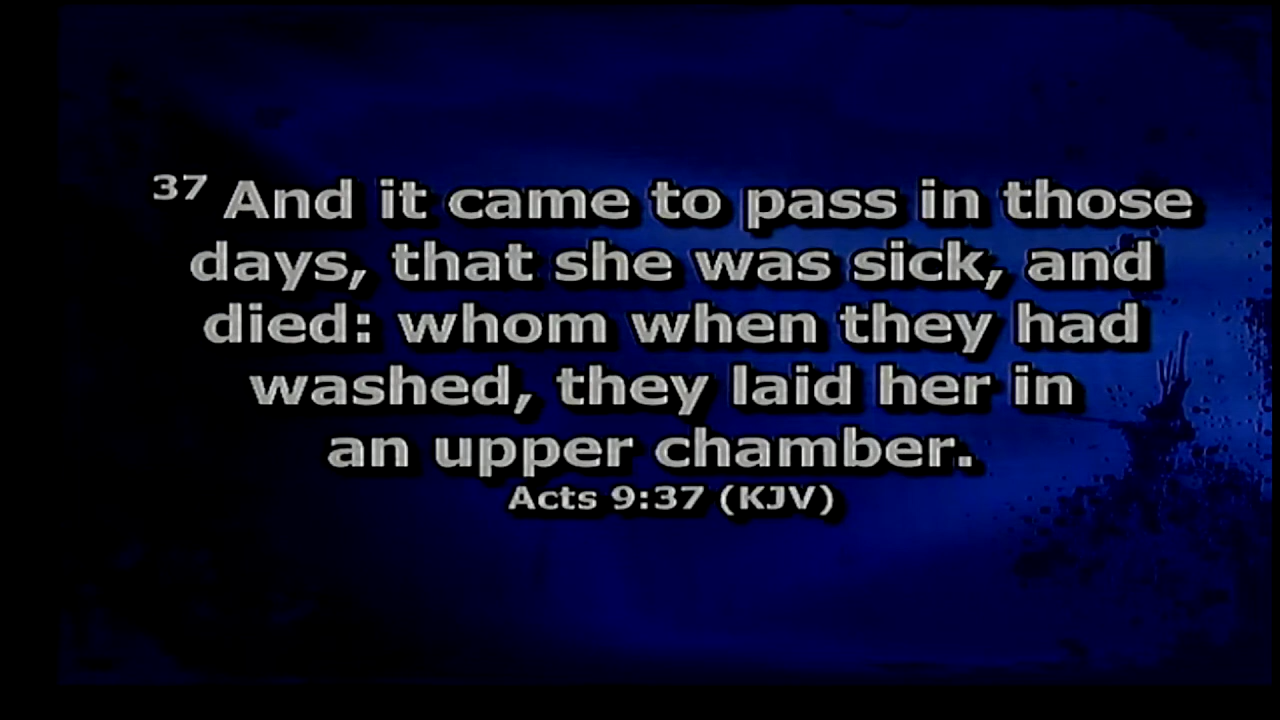 37 And it came to pass in those
days, that she was sick, and
died: whom when they had
washed, they laid her in
an upper chamber.
Acts 9:37 (KJV)